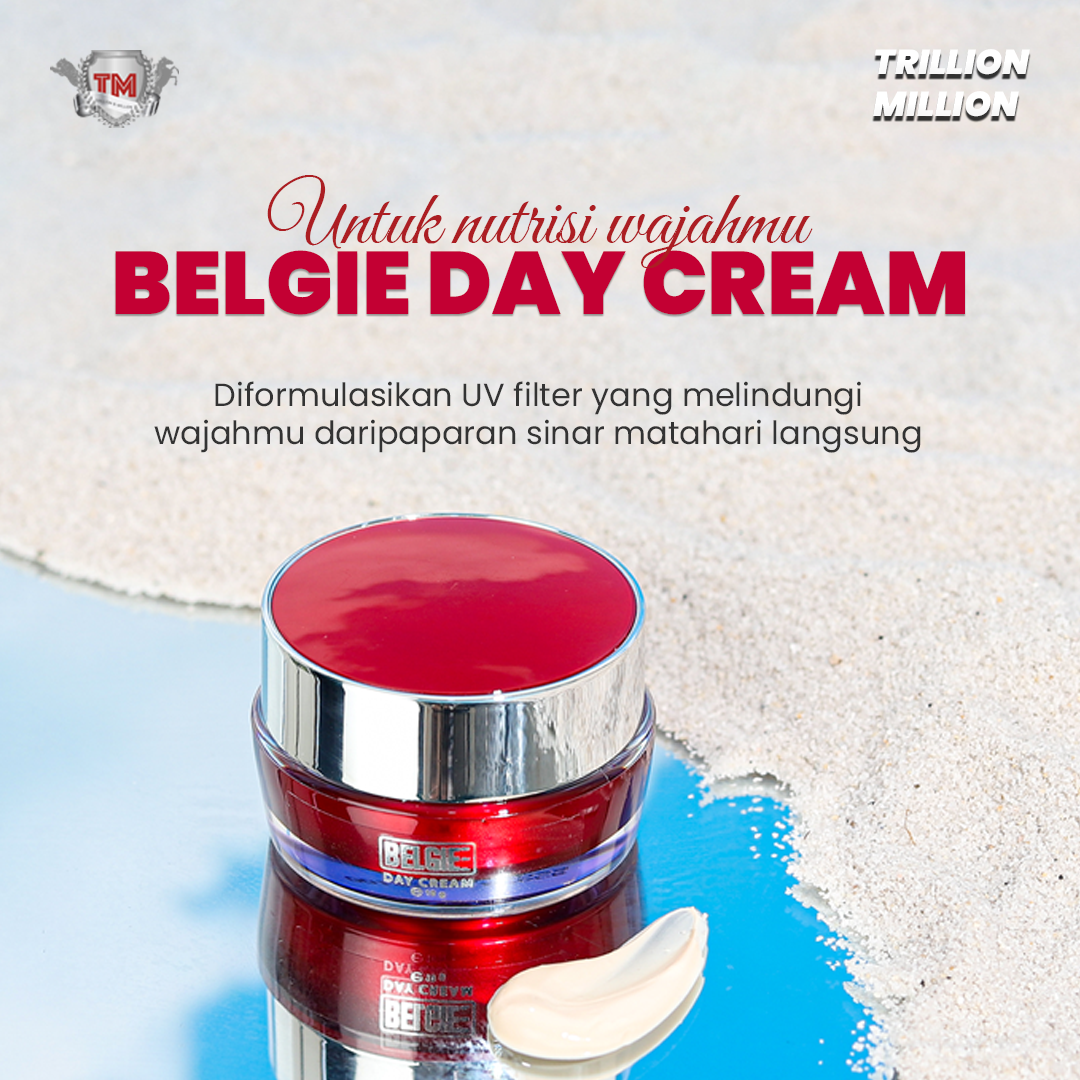 TM
TRILLION
MILLION
Untuk nutrisi wajahmu
BELGIE DAY CREAM
Diformulasikan UV filter yang melindungi
wajahmu daripaparan sinar matahari langsung
BELGIE
DAY CREAM